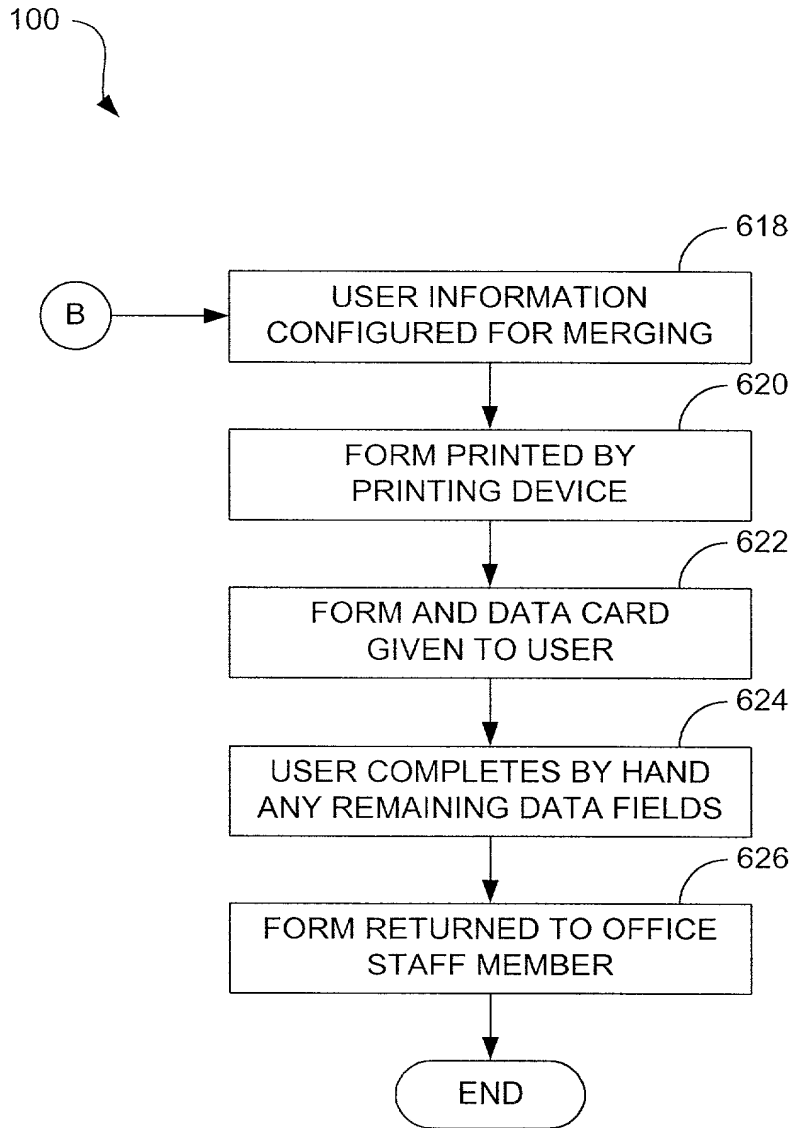 100
618
B
USER INFORMATION
CONFIGURED FOR MERGING
620
FORM PRINTED BY
PRINTING DEVICE
622
FORM AND DATA CARD
GIVEN TO USER
624
USER COMPLETES BY HAND
ANY REMAINING DATA FIELDS
626
FORM RETURNED TO OFFICE
STAFF MEMBER
END